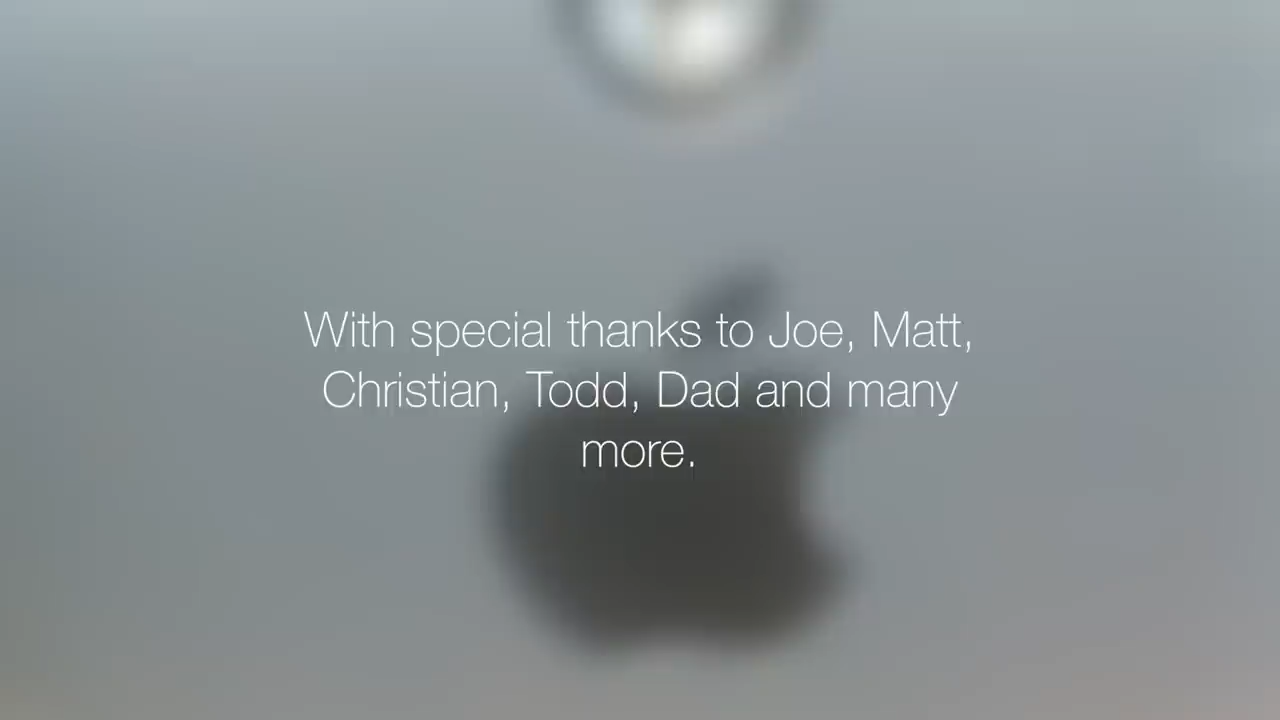 With special thanks to Joe, Matt,
Christian, Todd, Dad and many
more.